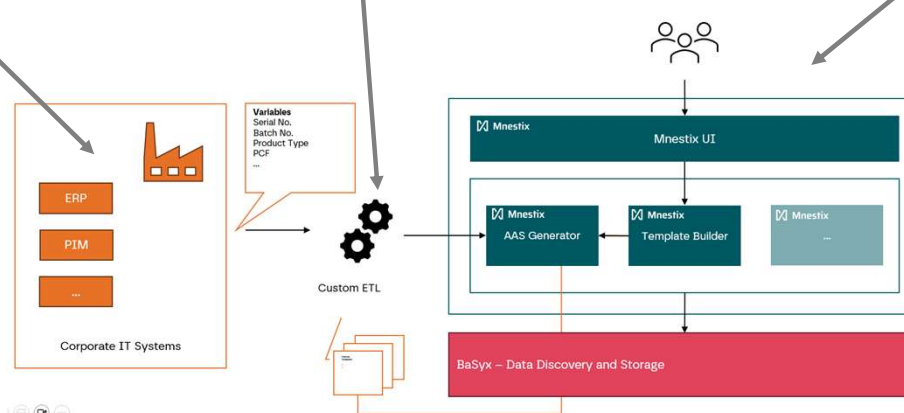 Variables
Serial No.
Batch No.
Product Type
PCF
...
Mnestix
Mnestix UI
ERP
PIM
...
Corporate IT Systems
Custom ETL
Mnestix
AAS Generator
Mnestix
Template Builder
Mnestix
...
BaSyx – Data Discovery and Storage